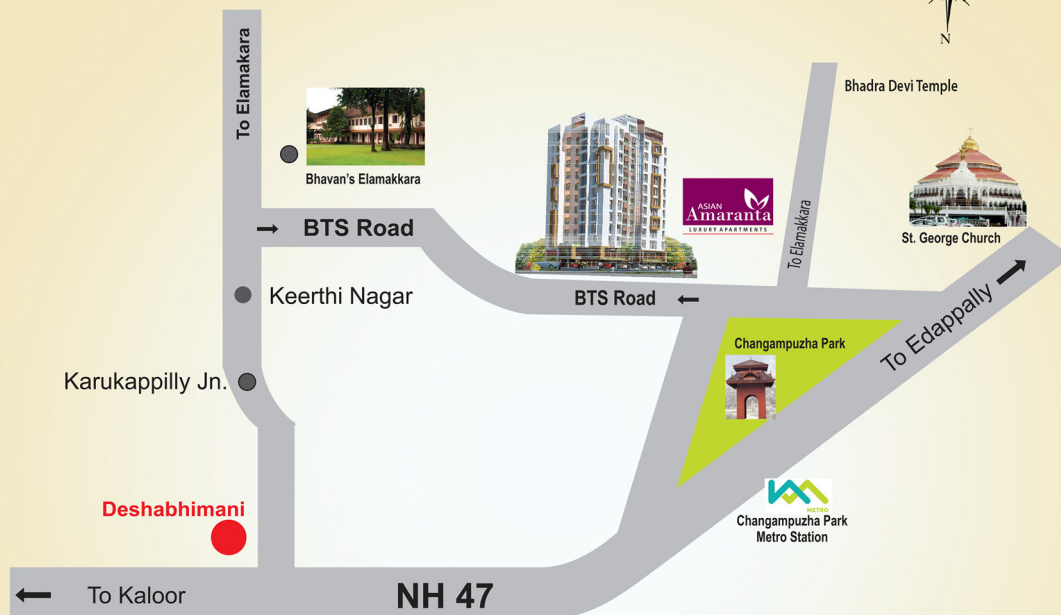 N
To Elamakara
Bhadra Devi Temple
Bhavan's Elamakkara
ASIAN
Amaranta
LUXURY APARTMENTS
St. George Church
BTS Road
To Elamakkara
Keerthi Nagar
BTS Road
To Edappally
Changampuzha Park
Karukappilly Jn.
Deshabhimani
METRO
Changampuzha Park
Metro Station
To Kaloor
NH 47